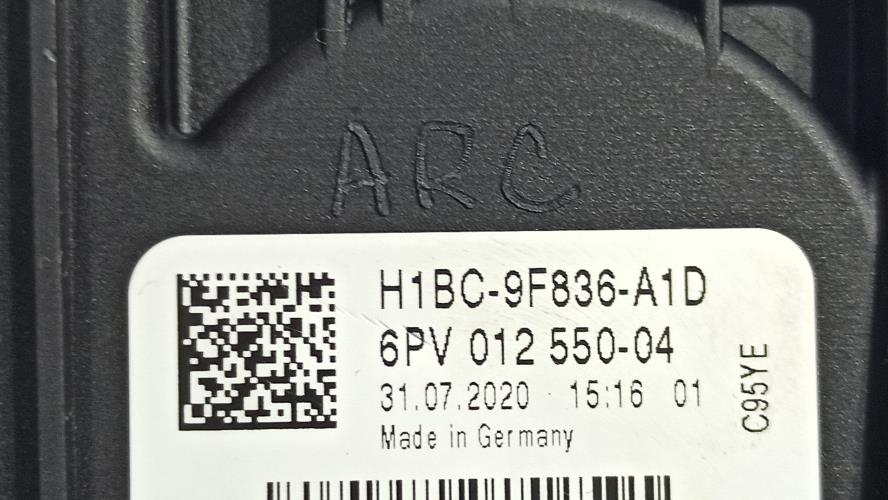 ARC
H1BC-9F836-A1D
6PV 012 550-04
31.07.2020 15:16 01
Made in Germany
C95YE